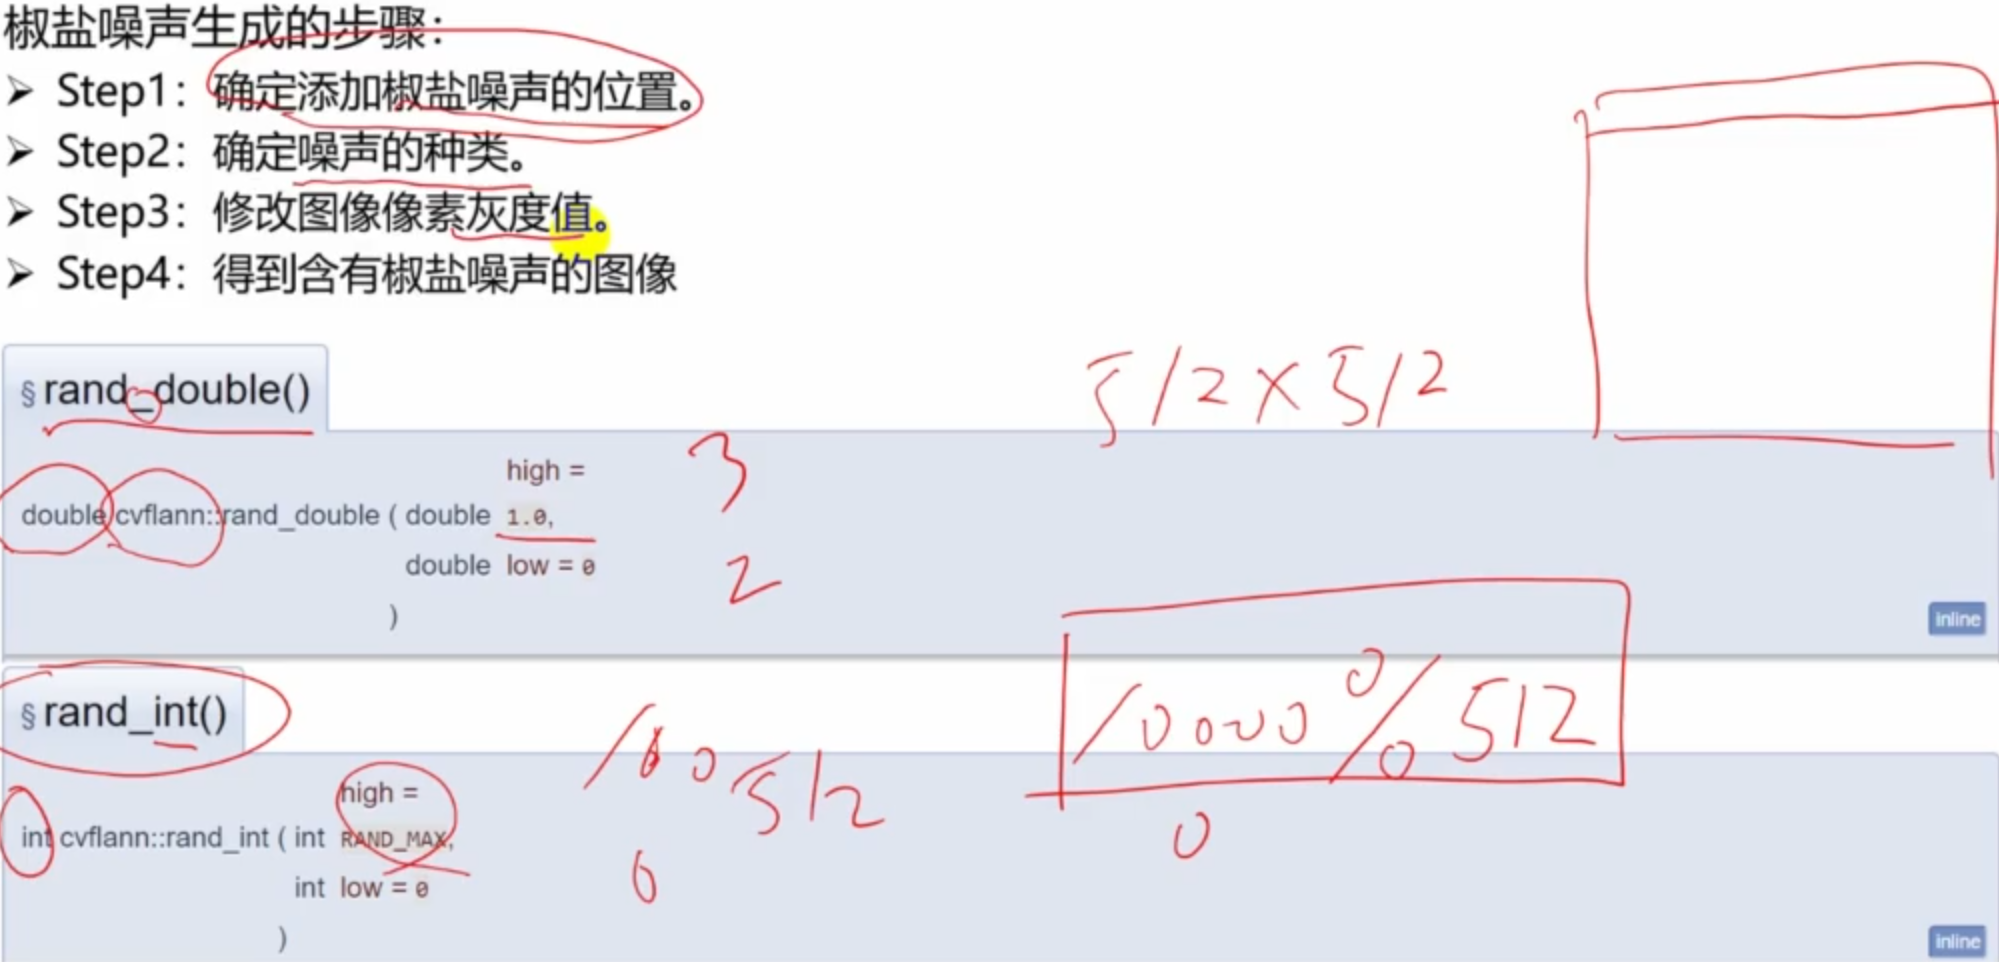 椒盐噪声生成的步骤：
➢ Step1：确定添加椒盐噪声的位置。
➢ Step2：确定噪声的种类。
➢ Step3：修改图像像素灰度值。
➢ Step4：得到含有椒盐噪声的图像
512×512
§ rand_double()
3
high =
double cvflann::rand_double ( double 1.0,
double low = 0
2
)
inline
§ rand_int()
10000 % 512
512
0
high =
int cvflann::rand_int ( int RAND_MAX,
int low = 0
0
)
inline